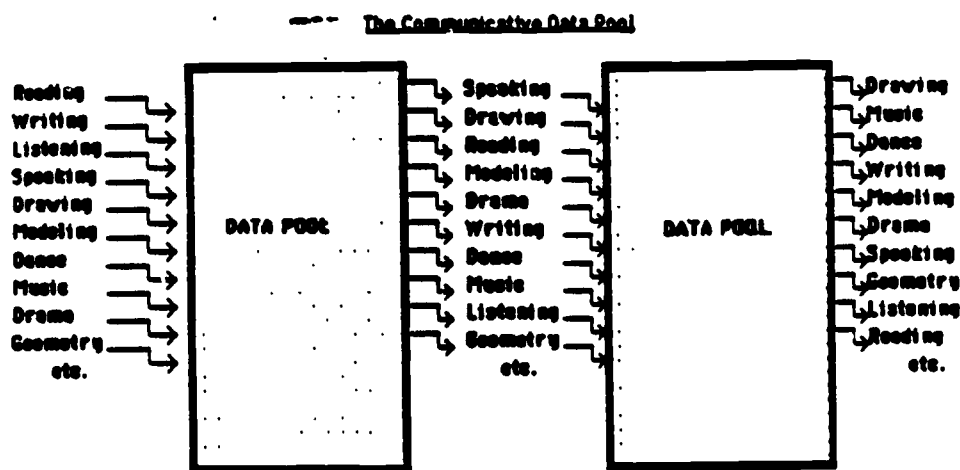 The Communicative Data Pool
Reading
Writing
Listening
Speaking
Drawing
Modeling
Dance
Music
Drama
Geometry
etc.
DATA POOL
Speaking
Drawing
Reading
Modeling
Drama
Writing
Dance
Music
Listening
Geometry
etc.
DATA POOL
Drawing
Music
Dance
Writing
Modeling
Drama
Speaking
Geometry
Listening
Reading
etc.